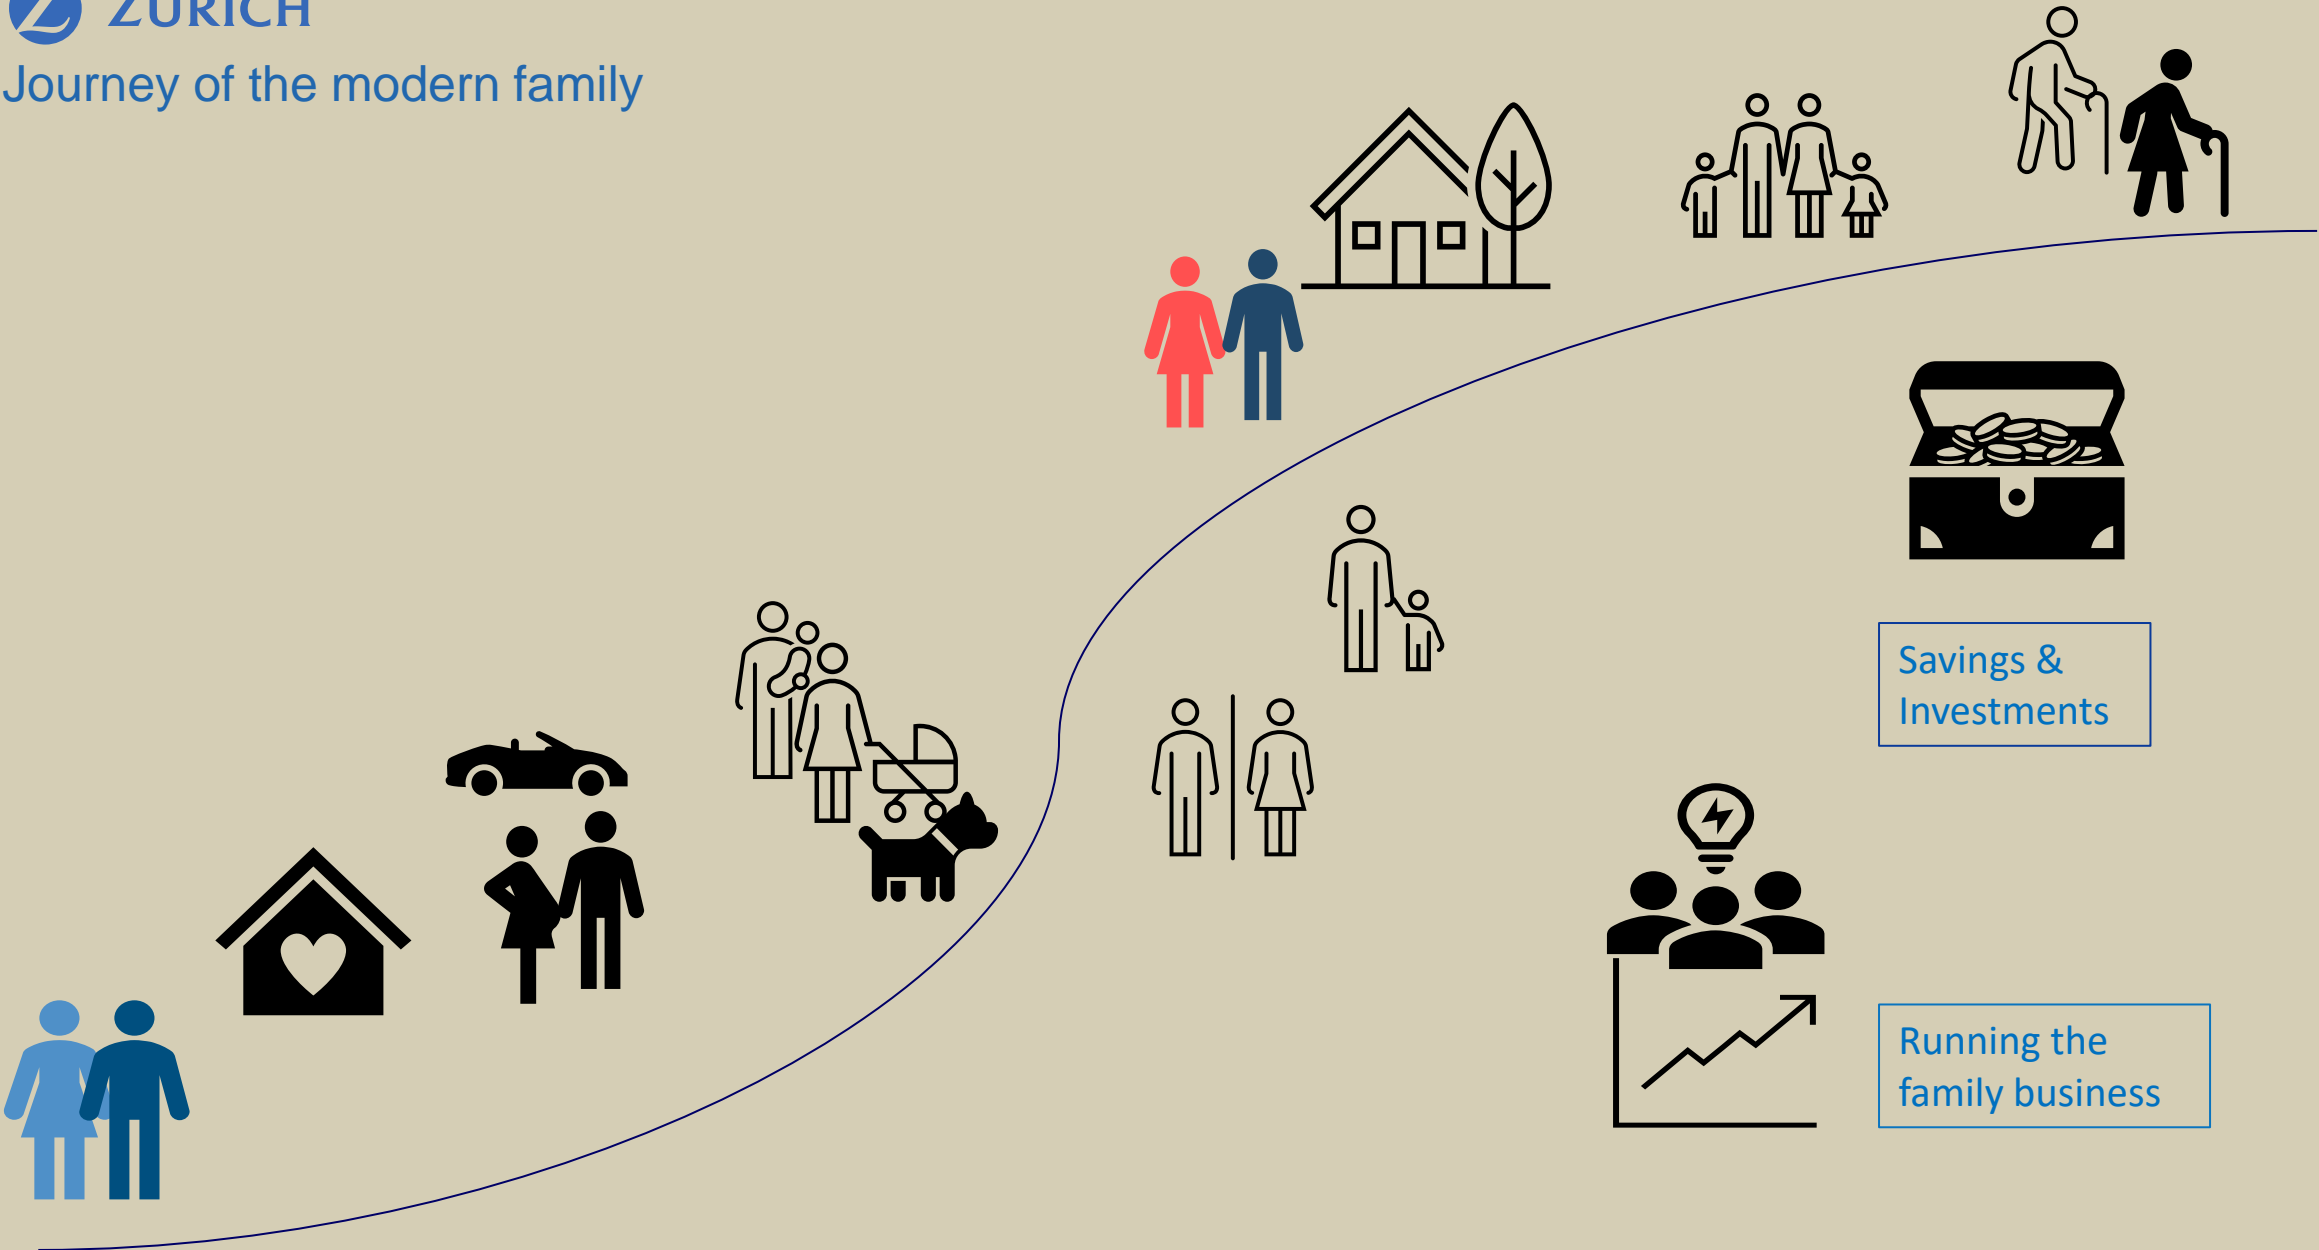 ZURICH
Journey of the modern family
Savings &
Investments
Running the
family business